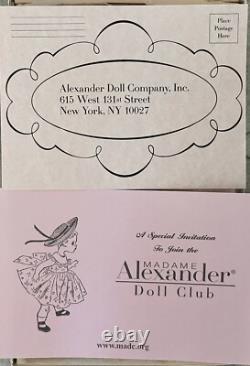 Place
Postage
Here
Alexander Doll Company, Inc.
615 West 131st Street
New York, NY 10027
A Special Invitation
To Join the
MADAME
Alexander®
Doll Club
www.madc.org